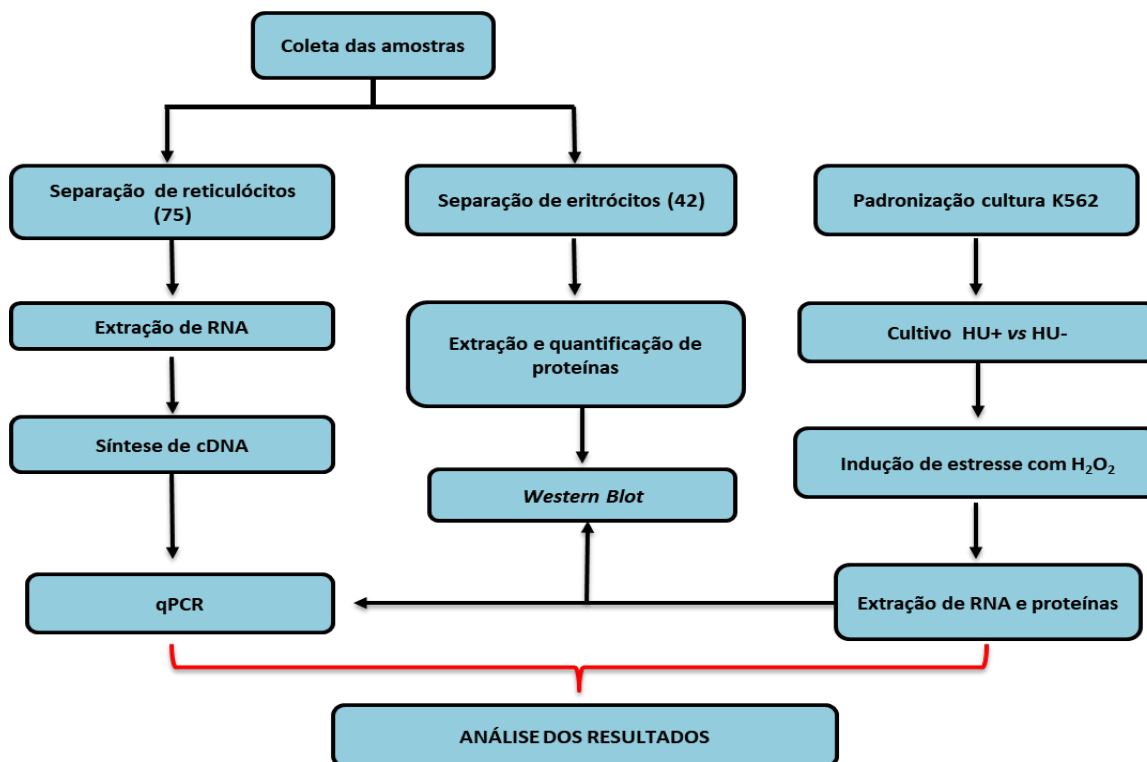 Coleta das amostras
Separação de reticulócitos
(75)
Separação de eritrócitos (42)
Padronização cultura K562
Extração de RNA
Extração e quantificação de
proteínas
Cultivo HU+ vs HU-
Síntese de cDNA
Western Blot
Indução de estresse com H₂O₂
qPCR
Extração de RNA e proteínas
ANÁLISE DOS RESULTADOS